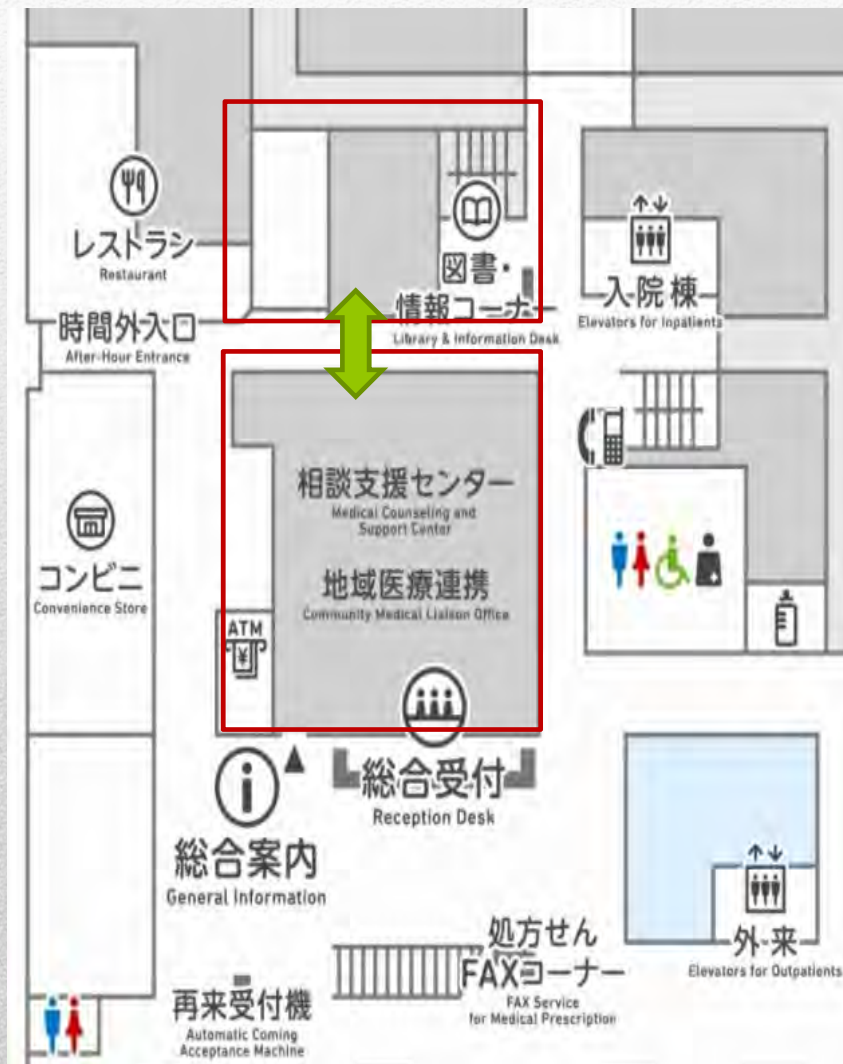 レストラン
Restaurant
図書・
情報コーナー
Library & Information Desk
入院棟
Elevators for Inpatients
時間外入口
After-Hour Entrance
相談支援センター
Medical Counseling and
Support Center
コンビニ
Convenience Store
地域医療連携
Community Medical Liaison Office
ATM
¥
総合受付
Reception Desk
総合案内
General Information
処方せん
FAXコーナー
FAX Service
for Medical Prescription
外来
Elevators for Outpatients
再来受付機
Automatic Coming
Acceptance Machine